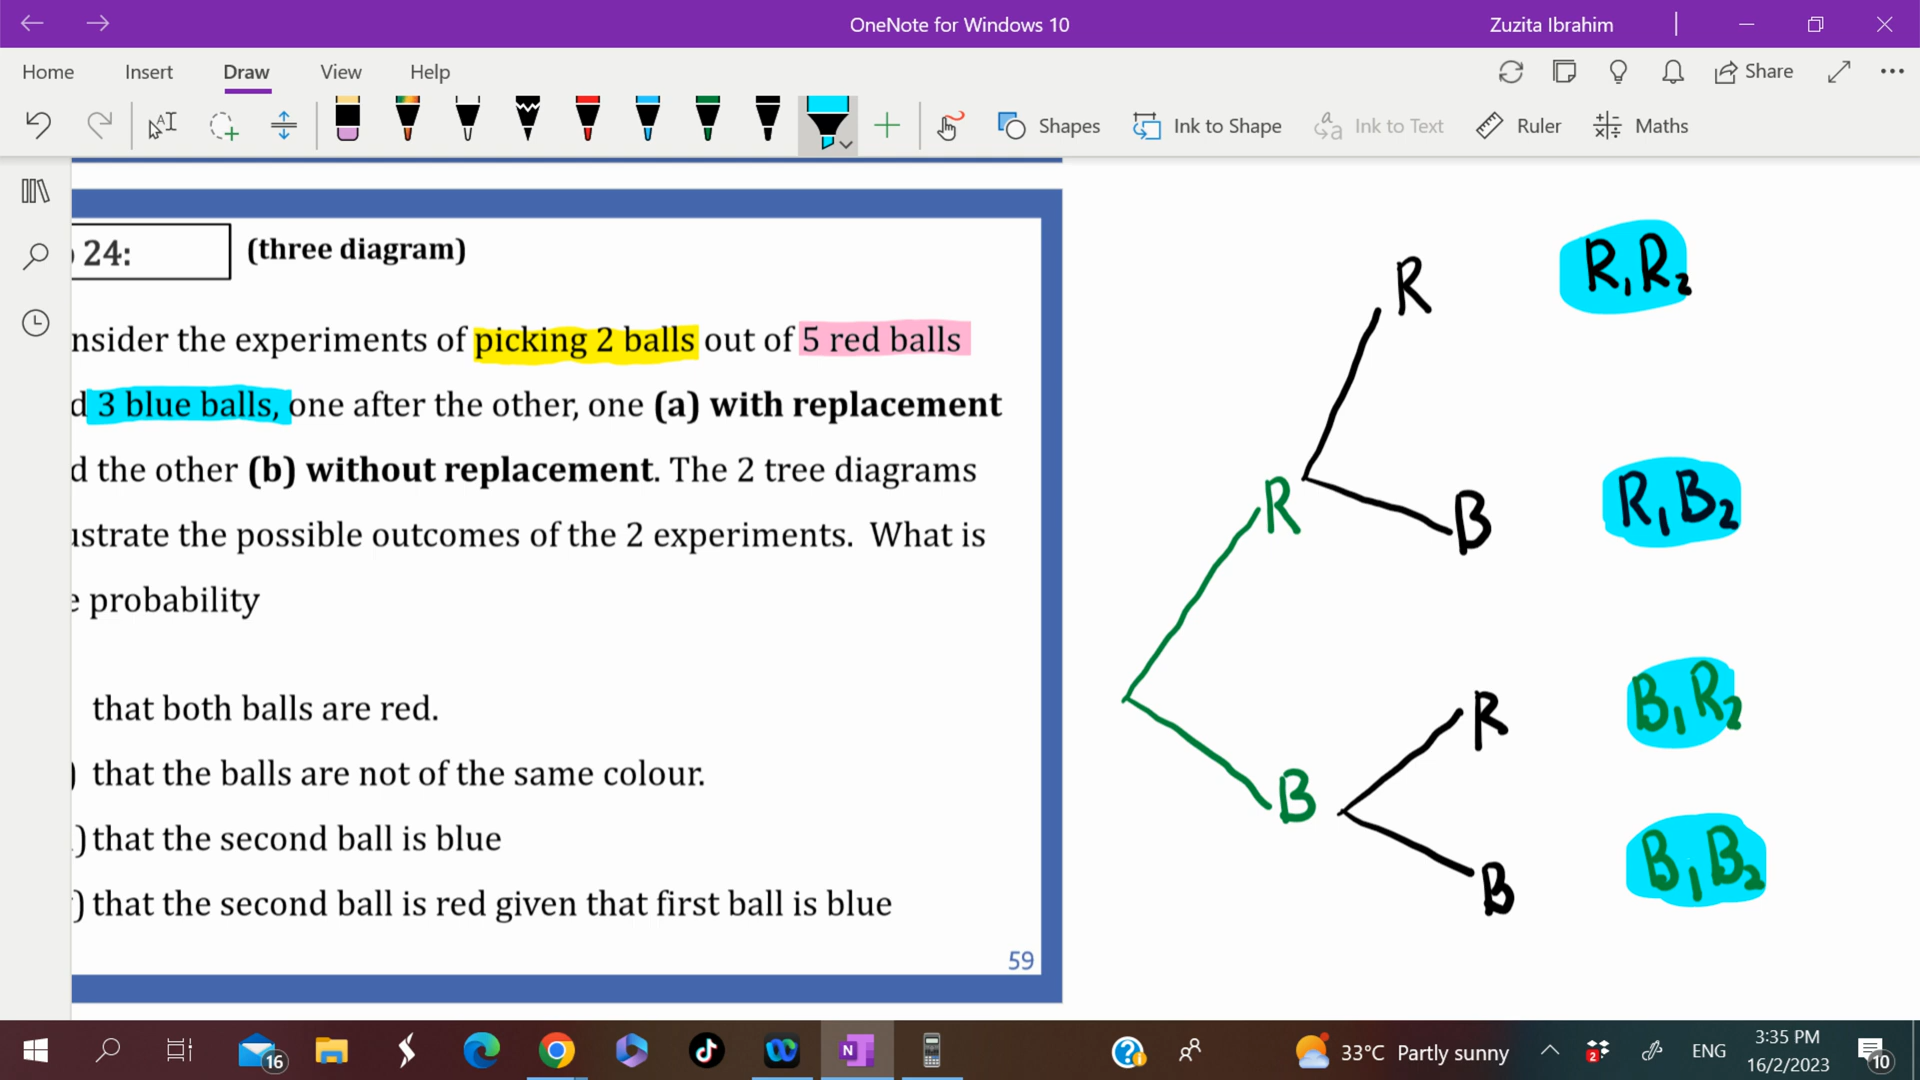 OneNote for Windows 10
Zuzita Ibrahim
Home Insert Draw View Help
Share
Shapes Ink to Shape Ink to Text Ruler Maths
24: (three diagram)
nsider the experiments of picking 2 balls out of 5 red balls
d 3 blue balls, one after the other, one (a) with replacement
d the other (b) without replacement. The 2 tree diagrams
ustrate the possible outcomes of the 2 experiments. What is
e probability
that both balls are red.
) that the balls are not of the same colour.
) that the second ball is blue
) that the second ball is red given that first ball is blue
59
R R₁R₂
R B R₁B₂
R B₁R₂
B
B B₁B₂
16
N
33°C Partly sunny
2
ENG
3:35 PM
16/2/2023
10